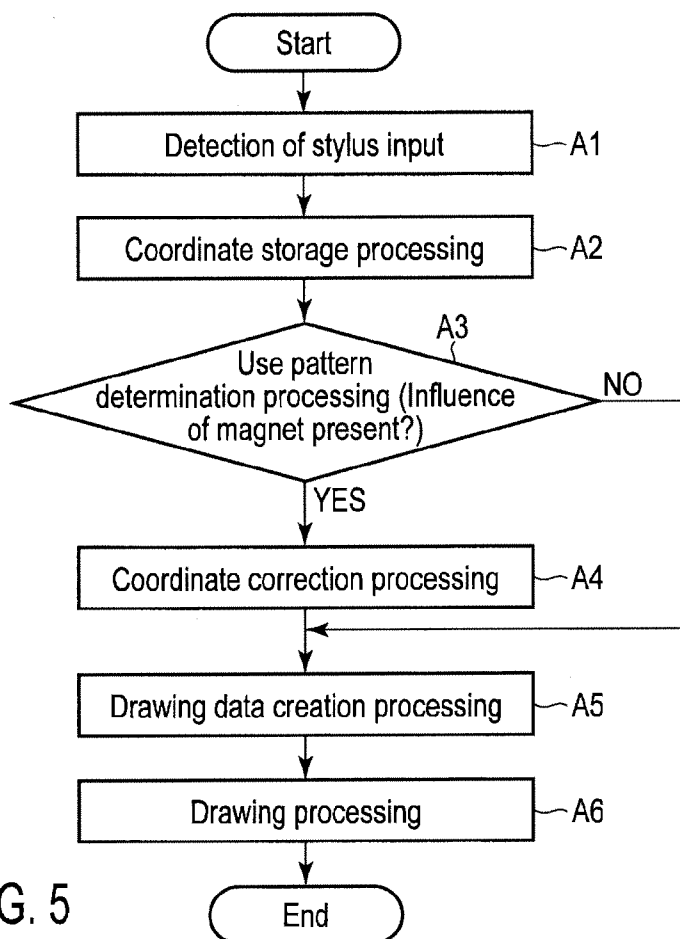 Start
Detection of stylus input
A1
Coordinate storage processing
A2
A3
Use pattern
determination processing (Influence
of magnet present?)
NO
YES
Coordinate correction processing
A4
Drawing data creation processing
A5
Drawing processing
A6
End
G. 5